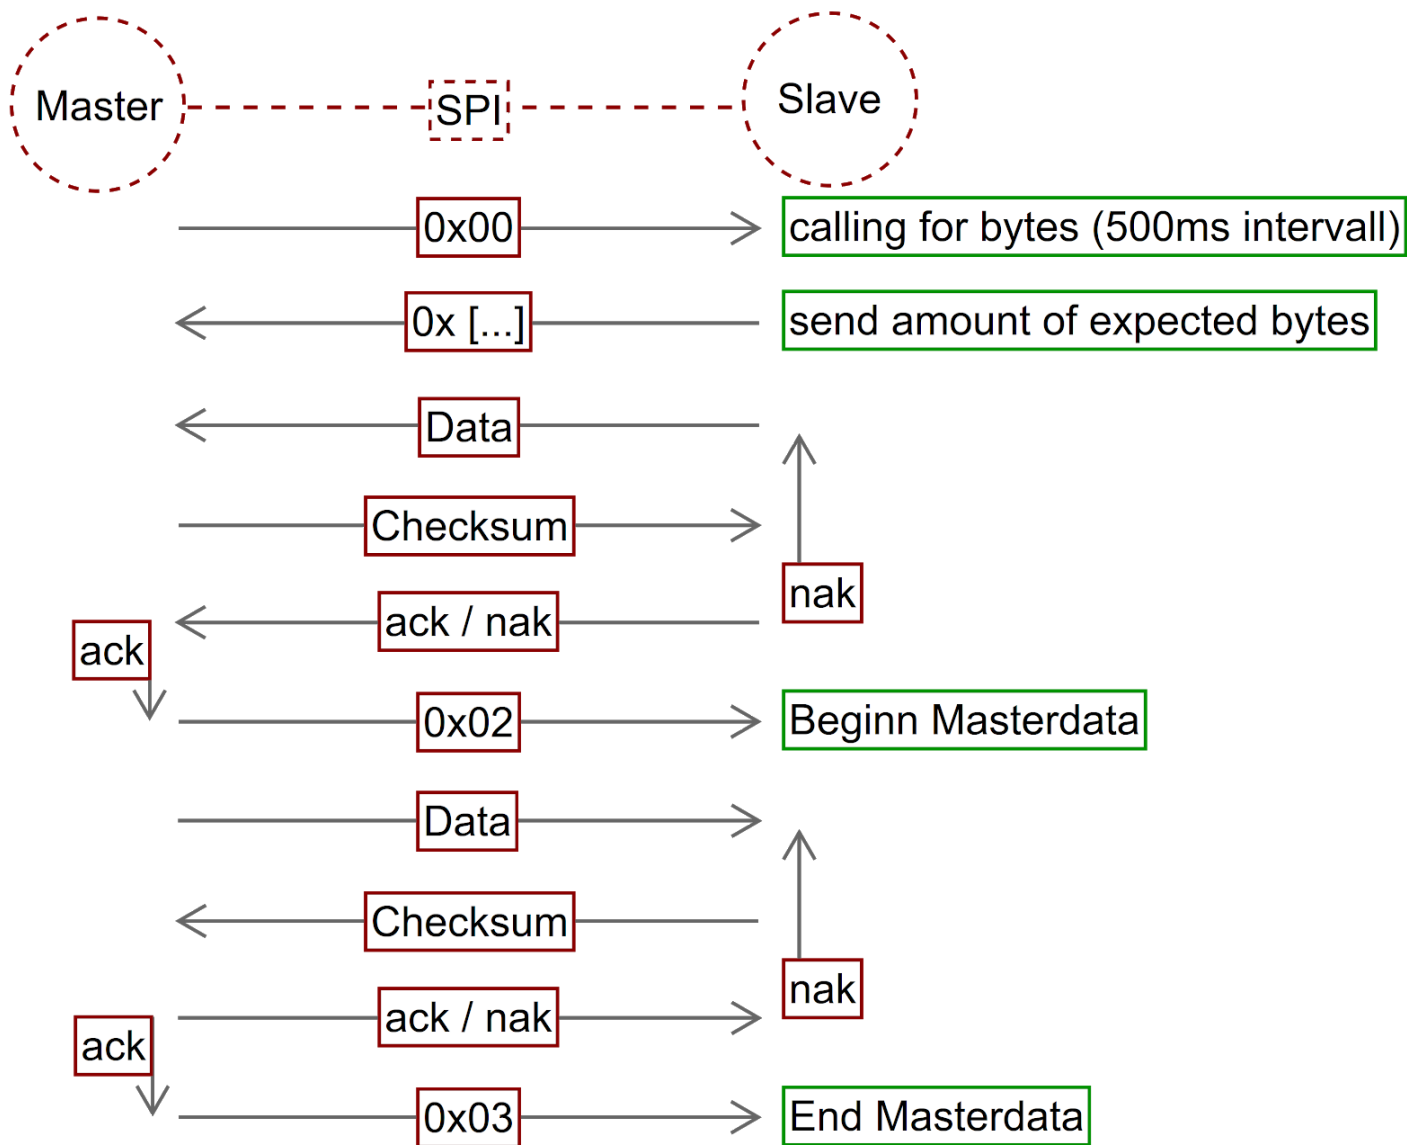 Master
SPI
Slave
0x00
calling for bytes (500ms intervall)
0x [...]
send amount of expected bytes
Data
Checksum
nak
ack / nak
ack
0x02
Beginn Masterdata
Data
Checksum
nak
ack / nak
ack
0x03
End Masterdata